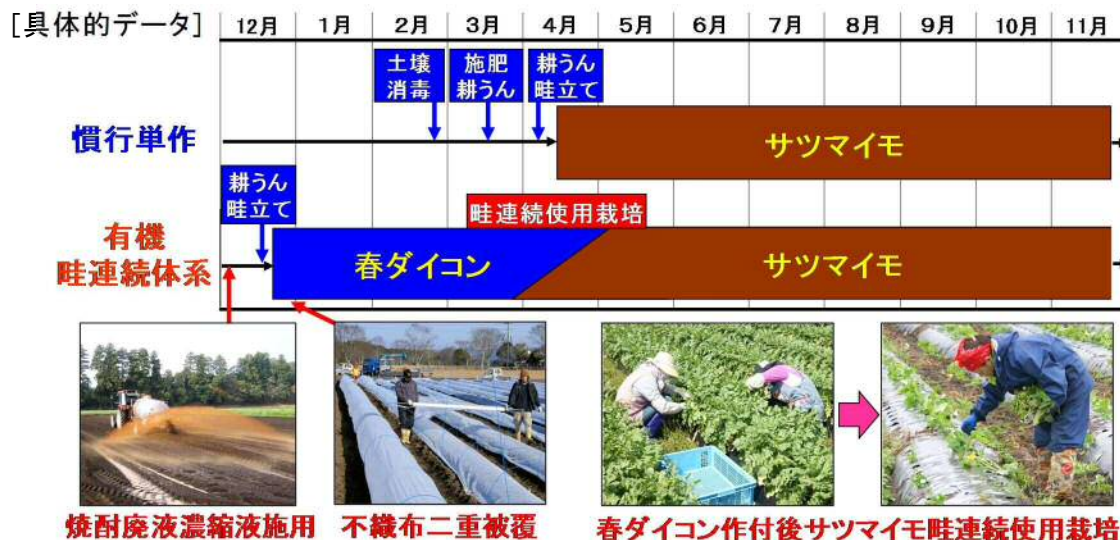 [具体的データ]
12月 1月 2月 3月 4月 5月 6月 7月 8月 9月 10月 11月
土壌
消毒
施肥
耕うん
耕うん
畦立て
慣行単作
サツマイモ
耕うん
畦立て
畦連続使用栽培
有機
畦連続体系
春ダイコン
サツマイモ
焼酎廃液濃縮液施用
不織布二重被覆
春ダイコン作付後サツマイモ畦連続使用栽培